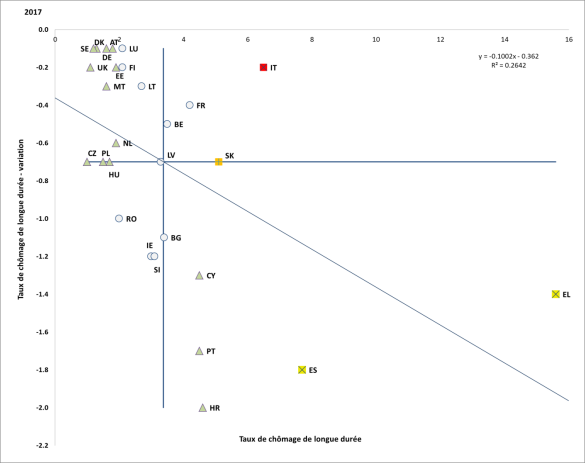 2017
0 2 4 6 8 10 12 14 16
0.0
-0.2
-0.4
-0.6
-0.8
-1.0
-1.2
-1.4
-1.6
-1.8
-2.0
-2.2
Taux de chômage de longue durée - variation
y = -0.1002x - 0.362
R² = 0.2642
SE DK AT LU
DE
UK FI IT
EE
MT LT
FR
BE
NL
CZ PL LV SK
HU
RO
BG
IE
SI
CY
EL
PT
ES
HR
Taux de chômage de longue durée